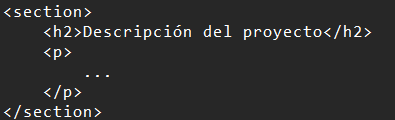 <section>
    <h2>Descripción del proyecto</h2>
    <p>
        ...
    </p>
</section>